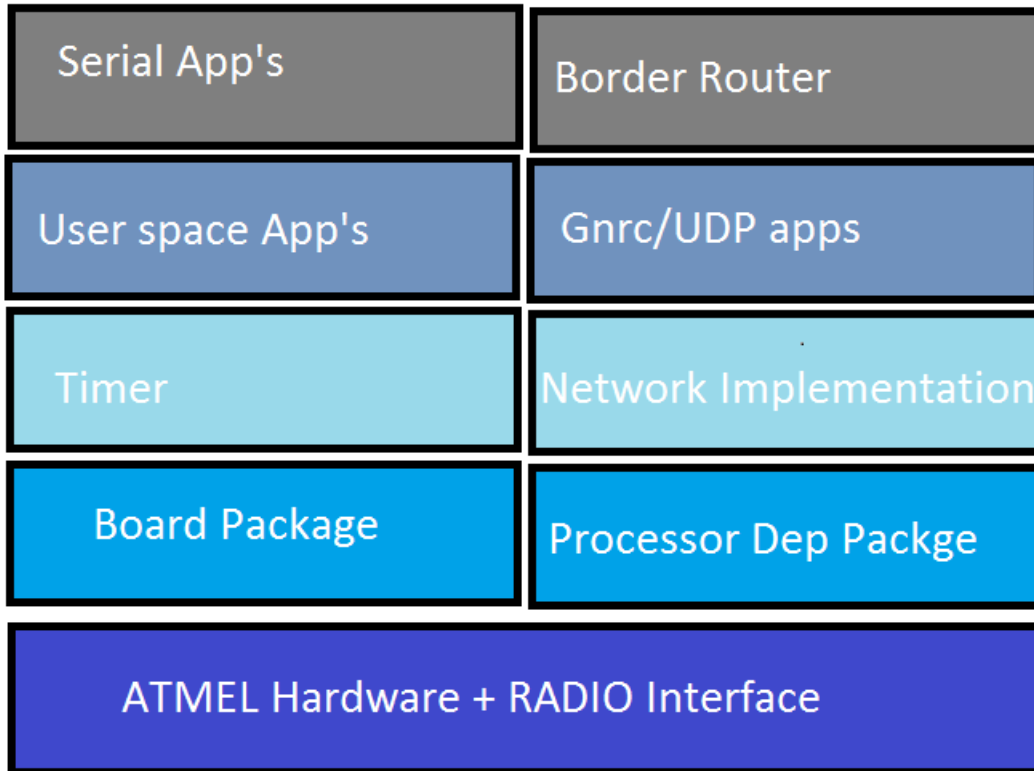 Serial App's
Border Router
User space App's
Gnrc/UDP apps
Timer
Network Implementation
Board Package
Processor Dep Packge
ATMEL Hardware + RADIO Interface